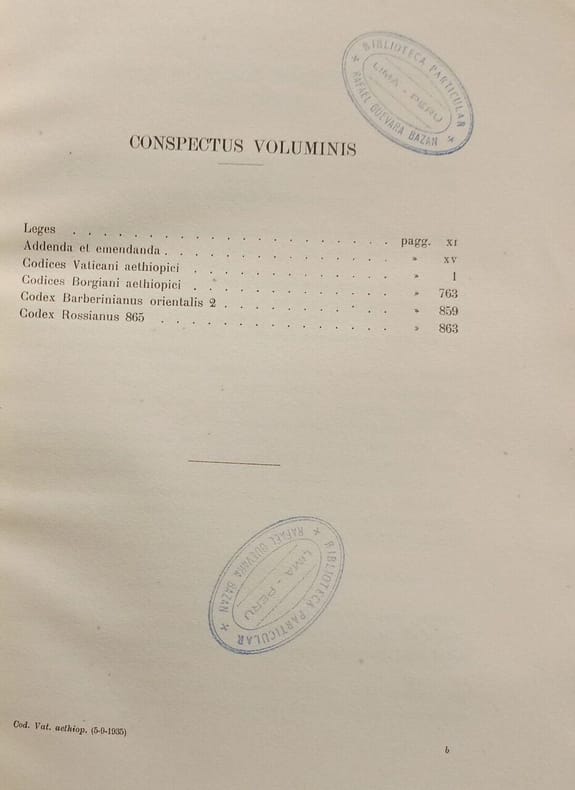 BIBLIOTECA PARTICULAR
LIMA - PERU
RAFAEL GUEVARA BAZAN
CONSPECTUS VOLUMINIS
Leges . . . . . . . . . . . . . . . . . . pagg. XI
Addenda et emendanda . . . . . . . . . . . . . » XV
Codices Vaticani aethiopici . . . . . . . . . . . . » 1
Codices Borgiani aethiopici . . . . . . . . . . . . » 763
Codex Barberinianus orientalis 2 . . . . . . . . . . » 859
Codex Rossianus 865 . . . . . . . . . . . . . . » 863
BIBLIOTECA PARTICULAR
LIMA - PERU
RAFAEL GUEVARA BAZAN
Cod. Vat. aethiop. (5-9-1935)
b